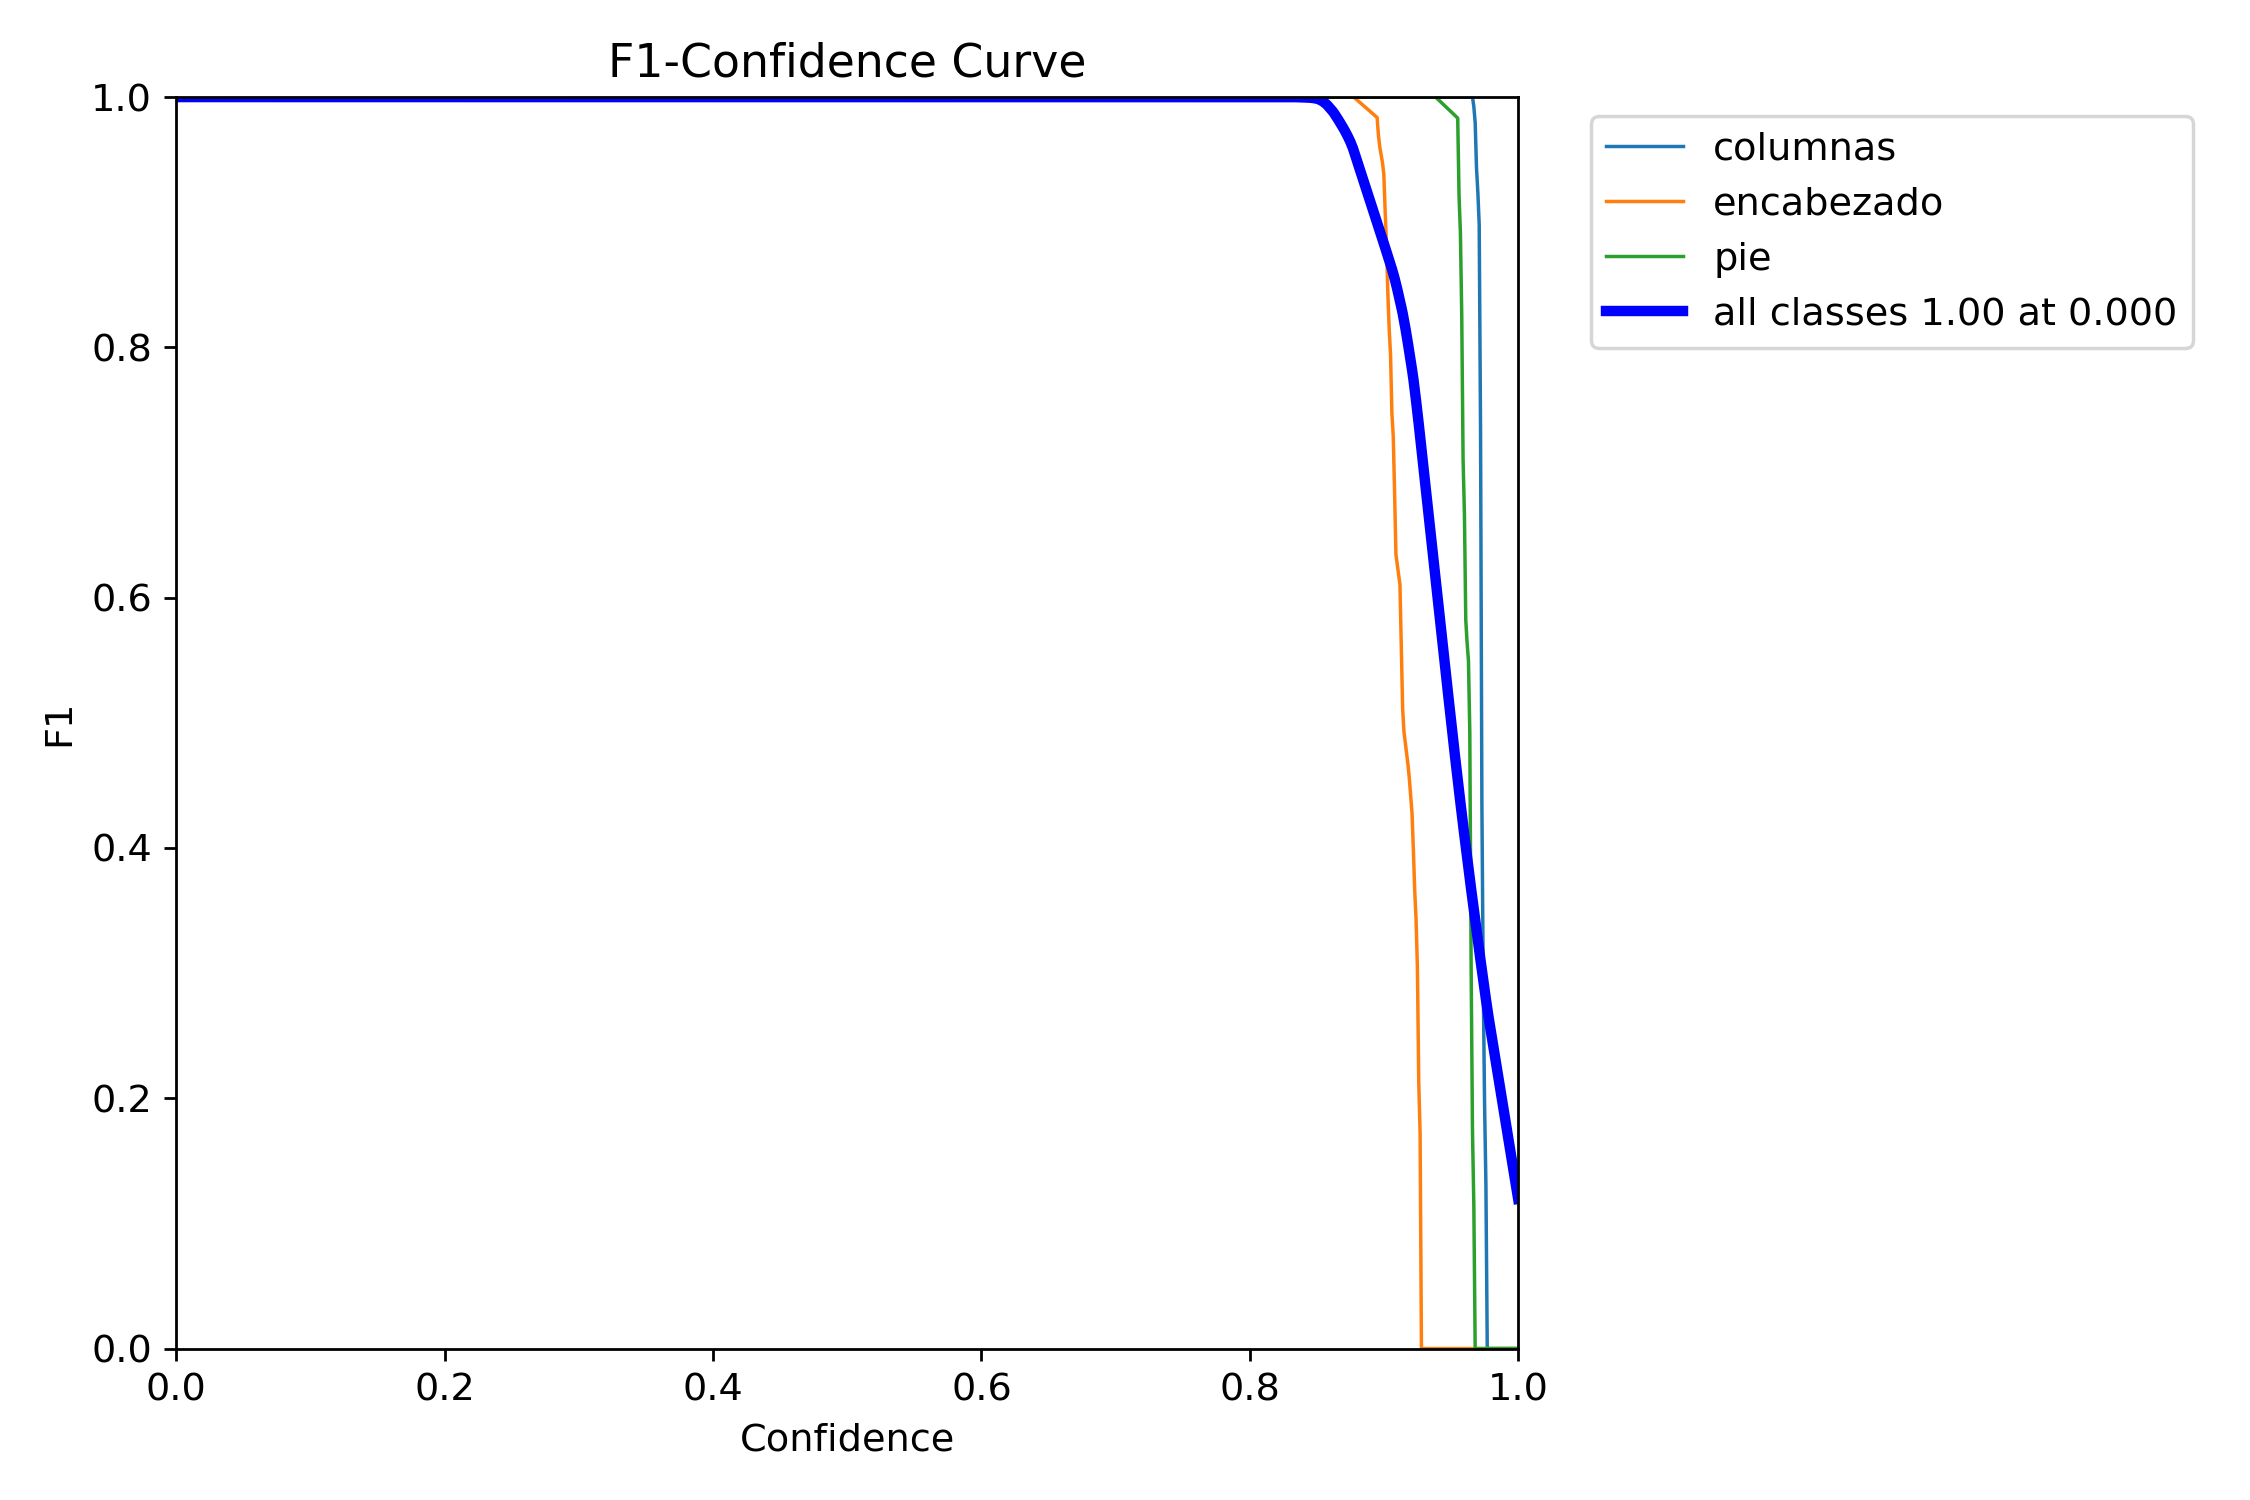 F1-Confidence Curve
1.0
0.8
0.6
0.4
0.2
0.0
F1
0.0 0.2 0.4 0.6 0.8 1.0
Confidence
columnas
encabezado
pie
all classes 1.00 at 0.000